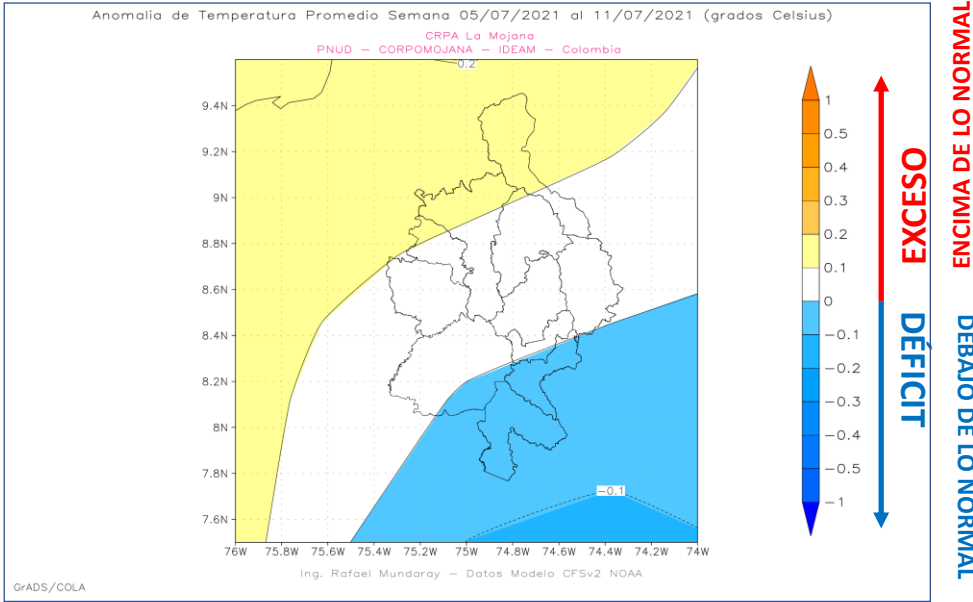 Anomalia de Temperatura Promedio Semana 05/07/2021 al 11/07/2021 (grados Celsius)
CRPA La Mojana
PNUD – CORPOMOJANA – IDEAM – Colombia
0.2
9.4N
9.2N
9N
8.8N
8.6N
8.4N
8.2N
8N
7.8N
7.6N
−0.1
76W
75.8W
75.6W
75.4W
75.2W
75W
74.8W
74.6W
74.4W
74.2W
74W
Ing. Rafael Mundaray – Datos Modelo CFSv2 NOAA
GrADS/COLA
1
0.5
0.4
0.3
0.2
0.1
0
−0.1
−0.2
−0.3
−0.4
−0.5
−1
EXCESO
DÉFICIT
ENCIMA DE LO NORMAL
DEBAJO DE LO NORMAL